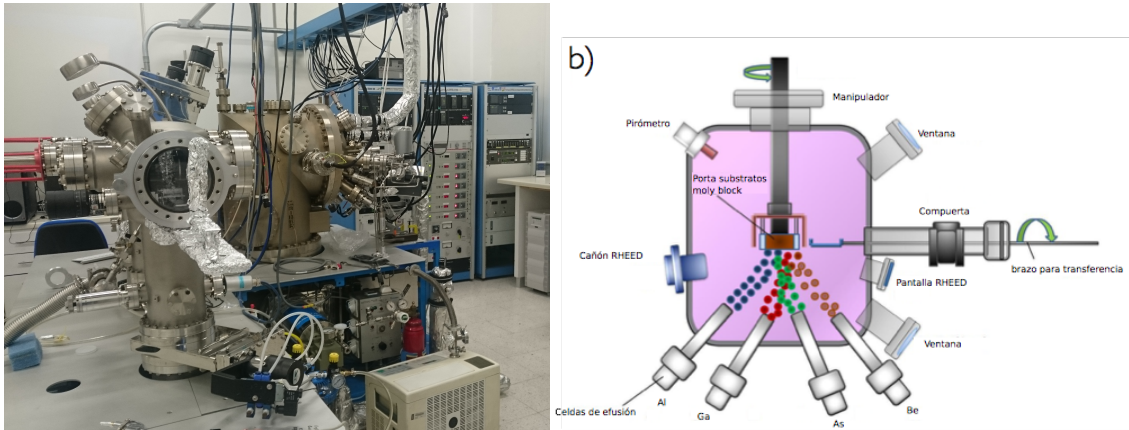 b)
Manipulador
Pirómetro
Ventana
Porta substratos
moly block
Compuerta
Cañón RHEED
brazo para transferencia
Pantalla RHEED
Ventana
Al
Celdas de efusión
Ga
As
Be